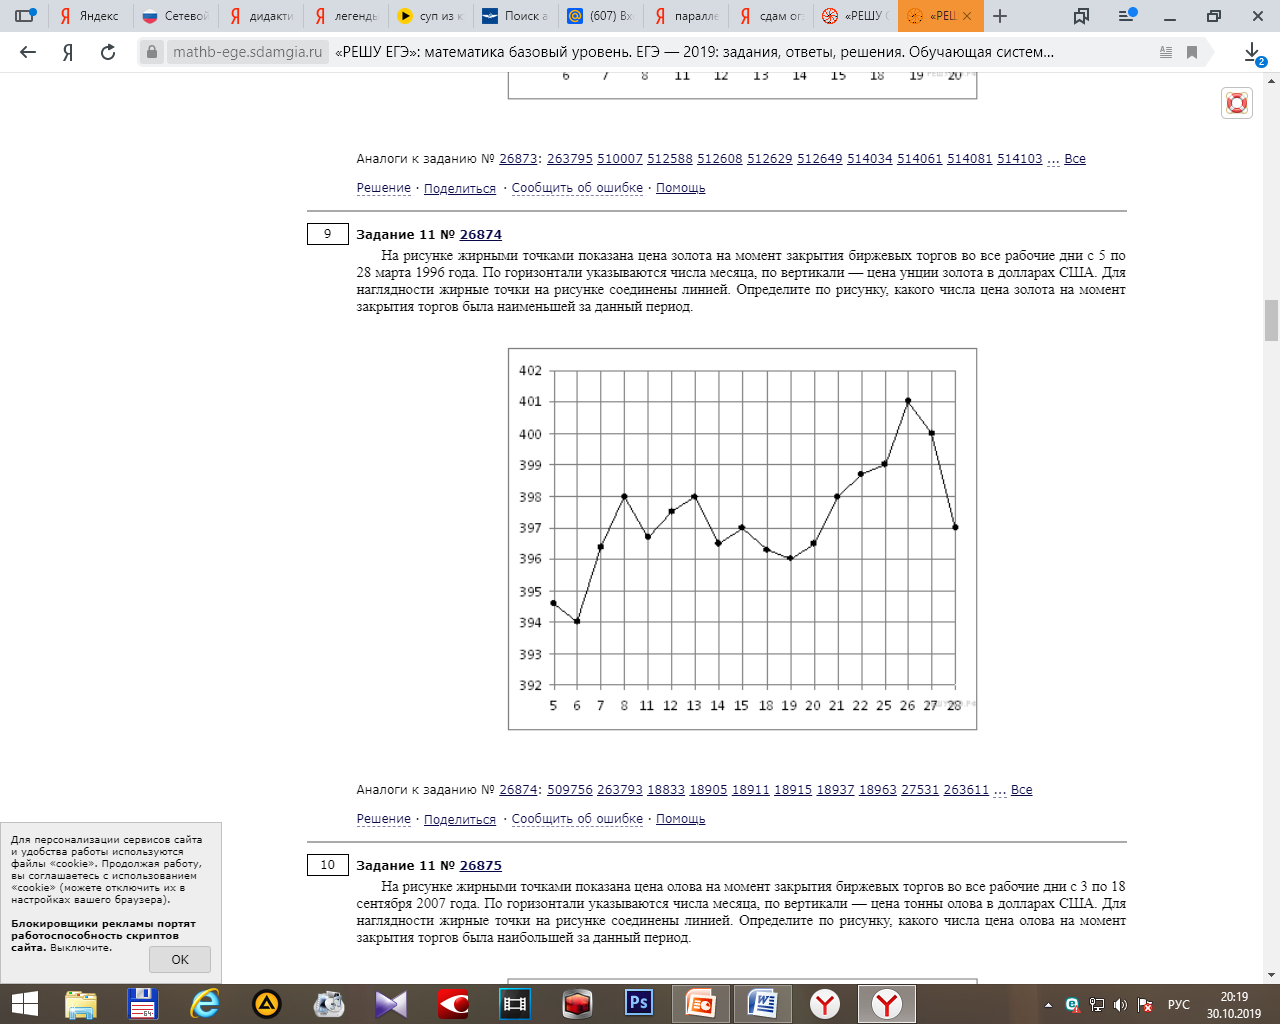 Яндекс
Сетевой
дидакти
легенды
суп из к
Поиск а
(607) Вх
паралле
сдам ог
«РЕШУ
«РЕШ
mathb-ege.sdamgia.ru «РЕШУ ЕГЭ»: математика базовый уровень. ЕГЭ — 2019: задания, ответы, решения. Обучающая систем...
2
6 7 8 11 12 13 14 15 18 19 20
Аналоги к заданию № 26873: 263795 510007 512588 512608 512629 512649 514034 514061 514081 514103 ... Все
Решение · Поделиться · Сообщить об ошибке · Помощь
9 Задание 11 № 26874
На рисунке жирными точками показана цена золота на момент закрытия биржевых торгов во все рабочие дни с 5 по
28 марта 1996 года. По горизонтали указываются числа месяца, по вертикали — цена унции золота в долларах США. Для
наглядности жирные точки на рисунке соединены линией. Определите по рисунку, какого числа цена золота на момент
закрытия торгов была наименьшей за данный период.
402
401
400
399
398
397
396
395
394
393
392
5 6 7 8 11 12 13 14 15 18 19 20 21 22 25 26 27 28
Аналоги к заданию № 26874: 509756 263793 18833 18905 18911 18915 18937 18963 27531 263611 ... Все
Решение · Поделиться · Сообщить об ошибке · Помощь
10 Задание 11 № 26875
На рисунке жирными точками показана цена олова на момент закрытия биржевых торгов во все рабочие дни с 3 по 18
сентября 2007 года. По горизонтали указываются числа месяца, по вертикали — цена тонны олова в долларах США. Для
наглядности жирные точки на рисунке соединены линией. Определите по рисунку, какого числа цена олова на момент
закрытия торгов была наибольшей за данный период.
Для персонализации сервисов сайта
и удобства работы используются
файлы «cookie». Продолжая работу,
вы соглашаетесь с использованием
«cookie» (можете отключить их в
настройках вашего браузера).
Блокировщики рекламы портят
работоспособность скриптов
сайта. Выключите.
OK
64
Ps
РУС
20:19
30.10.2019